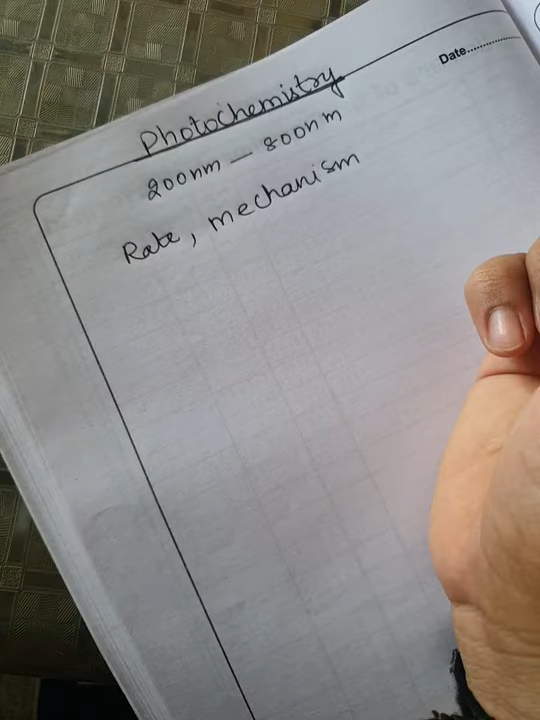 Date..............
Photochemistry
200nm — 800nm
Rate, mechanism